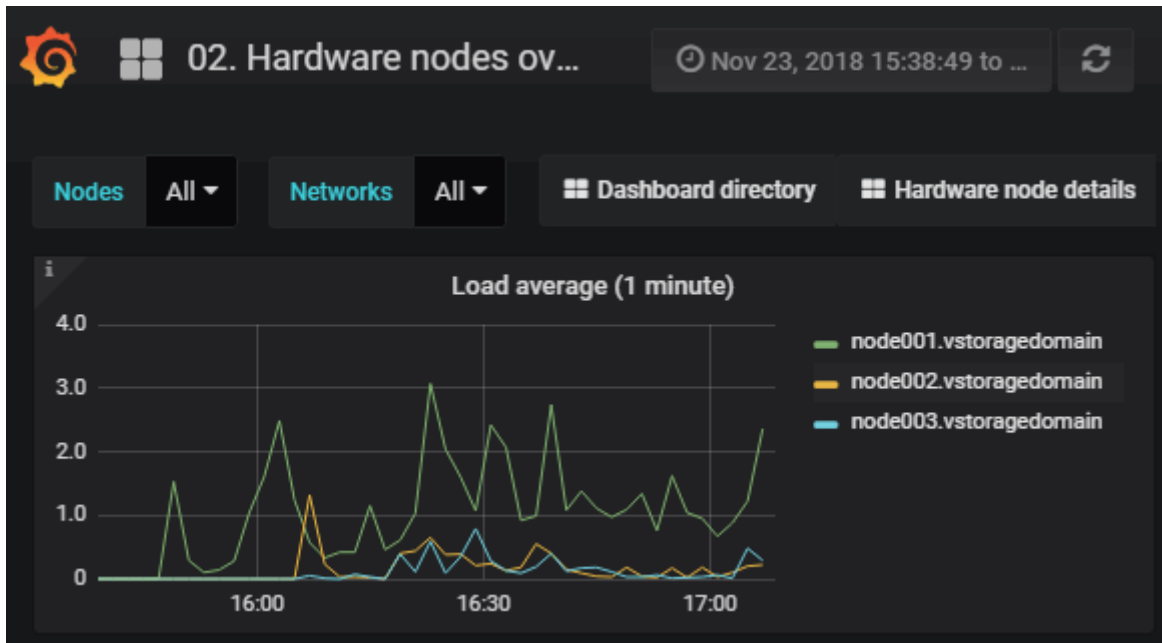 02. Hardware nodes ov...
Nov 23, 2018 15:38:49 to ...
Nodes All
Networks All
Dashboard directory
Hardware node details
i
Load average (1 minute)
4.0
3.0
2.0
1.0
0
16:00 16:30 17:00
node001.vstoragedomain
node002.vstoragedomain
node003.vstoragedomain